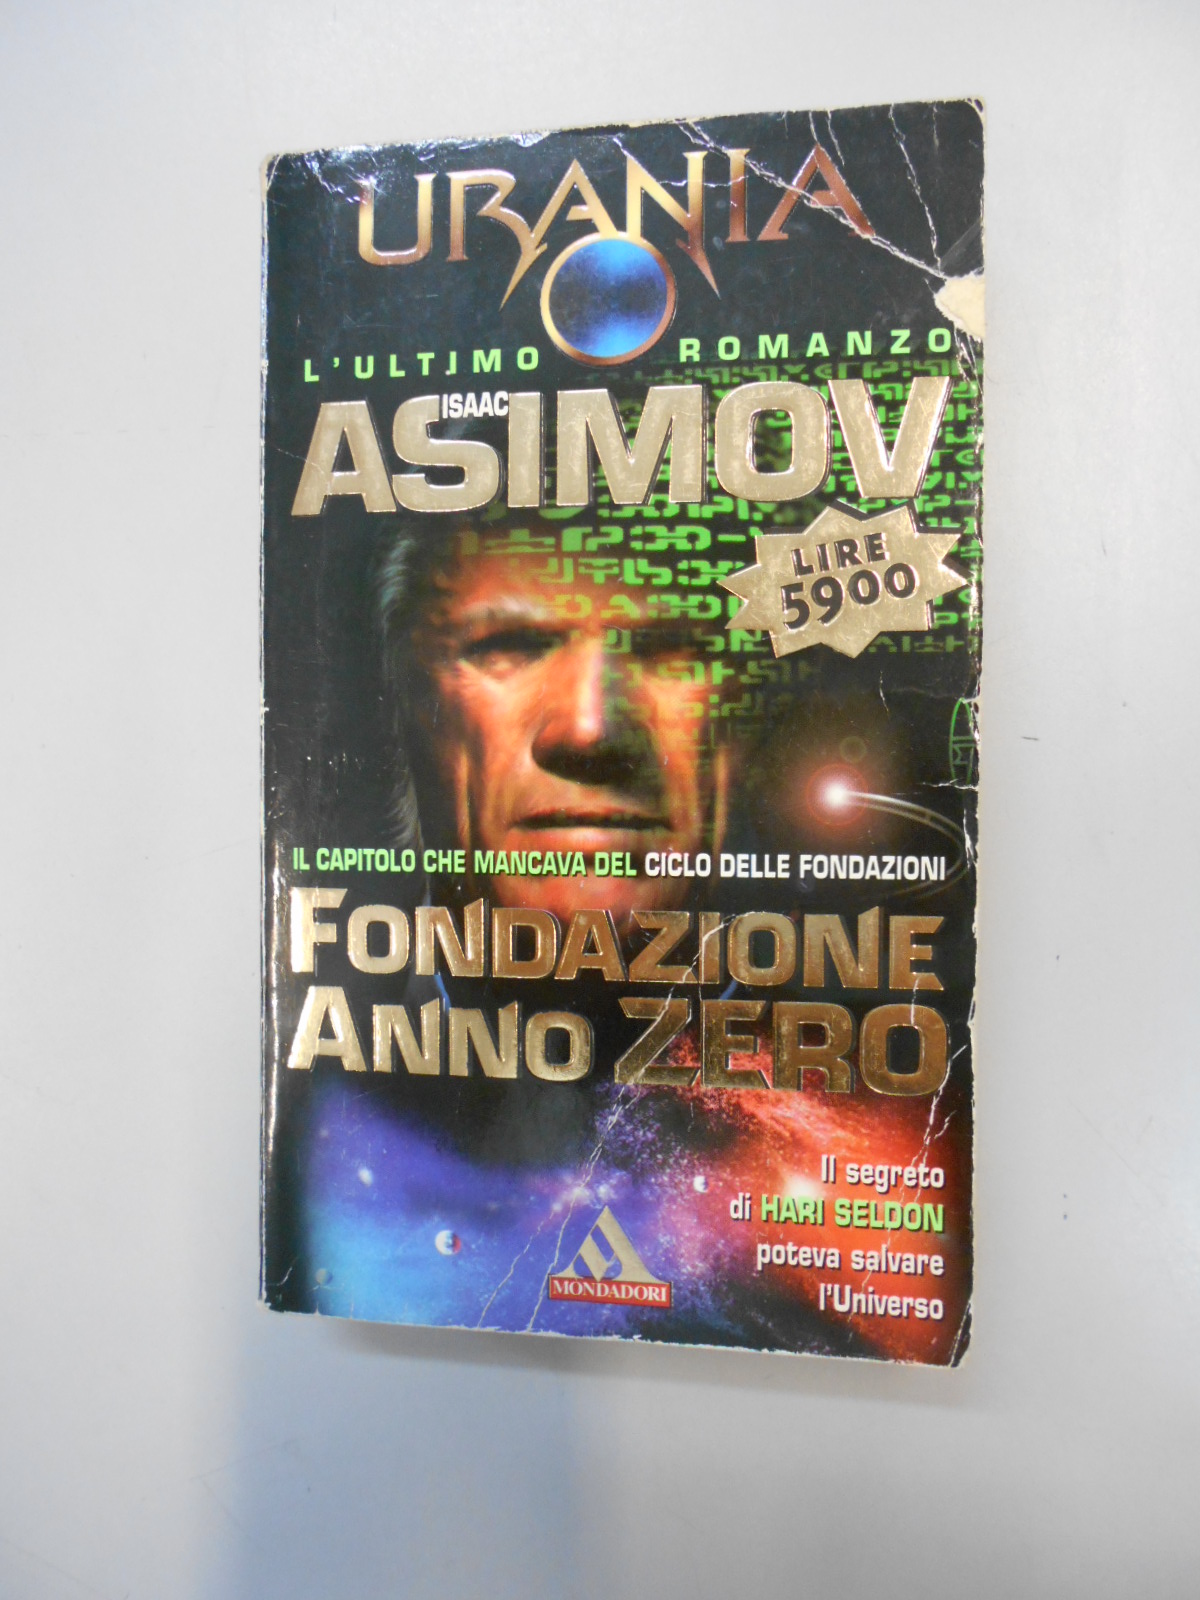 URANIA
L'ULTIMO ROMANZO
ISAAC
ASIMOV
LIRE
5900
IL CAPITOLO CHE MANCAVA DEL CICLO DELLE FONDAZIONI
FONDAZIONE
ANNO ZERO
Il segreto
di HARI SELDON
poteva salvare
l'Universo
MONDADORI